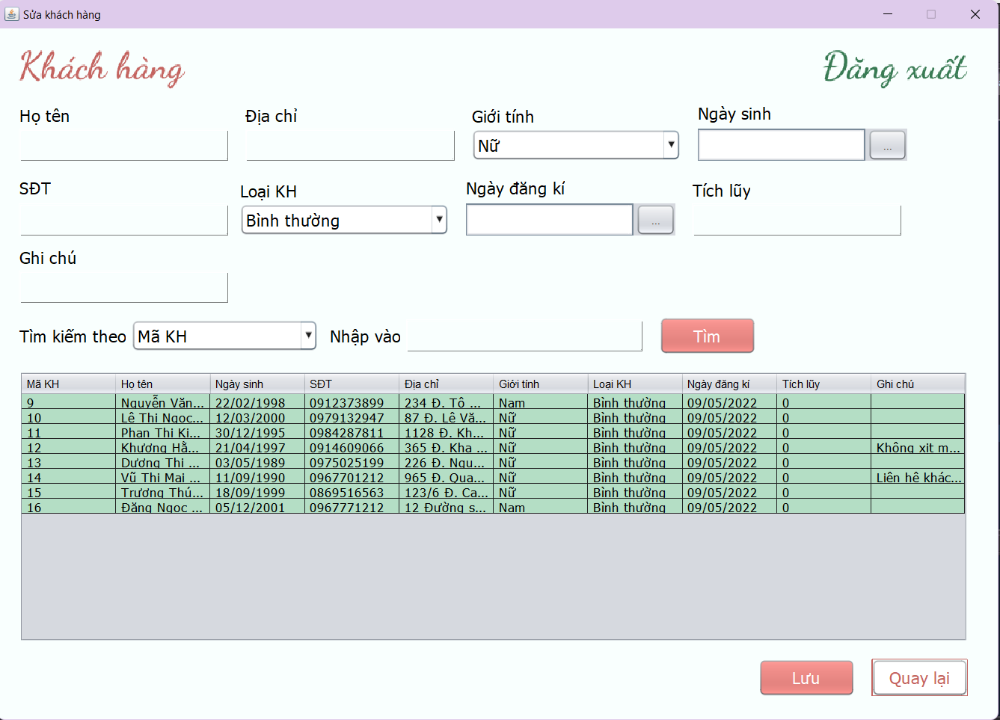 Sửa khách hàng
Khách hàng
Đăng xuất
Họ tên Địa chỉ Giới tính Ngày sinh
Nữ ...
SĐT Loại KH Ngày đăng kí Tích lũy
Bình thường ...
Ghi chú
Tìm kiếm theo Mã KH Nhập vào Tìm
Mã KH Họ tên Ngày sinh SĐT Địa chỉ Giới tính Loại KH Ngày đăng kí Tích lũy Ghi chú
9 Nguyễn Văn... 22/02/1998 0912373899 234 Đ. Tô ... Nam Bình thường 09/05/2022 0
10 Lê Thị Ngọc... 12/03/2000 0979132947 87 Đ. Lê Vă... Nữ Bình thường 09/05/2022 0
11 Phan Thị Ki... 30/12/1995 0984287811 1128 Đ. Kh... Nữ Bình thường 09/05/2022 0
12 Khương Hằ... 21/04/1997 0914609066 365 Đ. Kha ... Nữ Bình thường 09/05/2022 0 Không xịt m...
13 Dương Thị ... 03/05/1989 0975025199 226 Đ. Ngu... Nữ Bình thường 09/05/2022 0
14 Vũ Thị Mai ... 11/09/1990 0967701212 965 Đ. Qua... Nữ Bình thường 09/05/2022 0 Liên hệ khác...
15 Trương Thú... 18/09/1999 0869516563 123/6 Đ. Ca... Nữ Bình thường 09/05/2022 0
16 Đặng Ngọc ... 05/12/2001 0967771212 12 Đường s... Nam Bình thường 09/05/2022 0
Lưu Quay lại